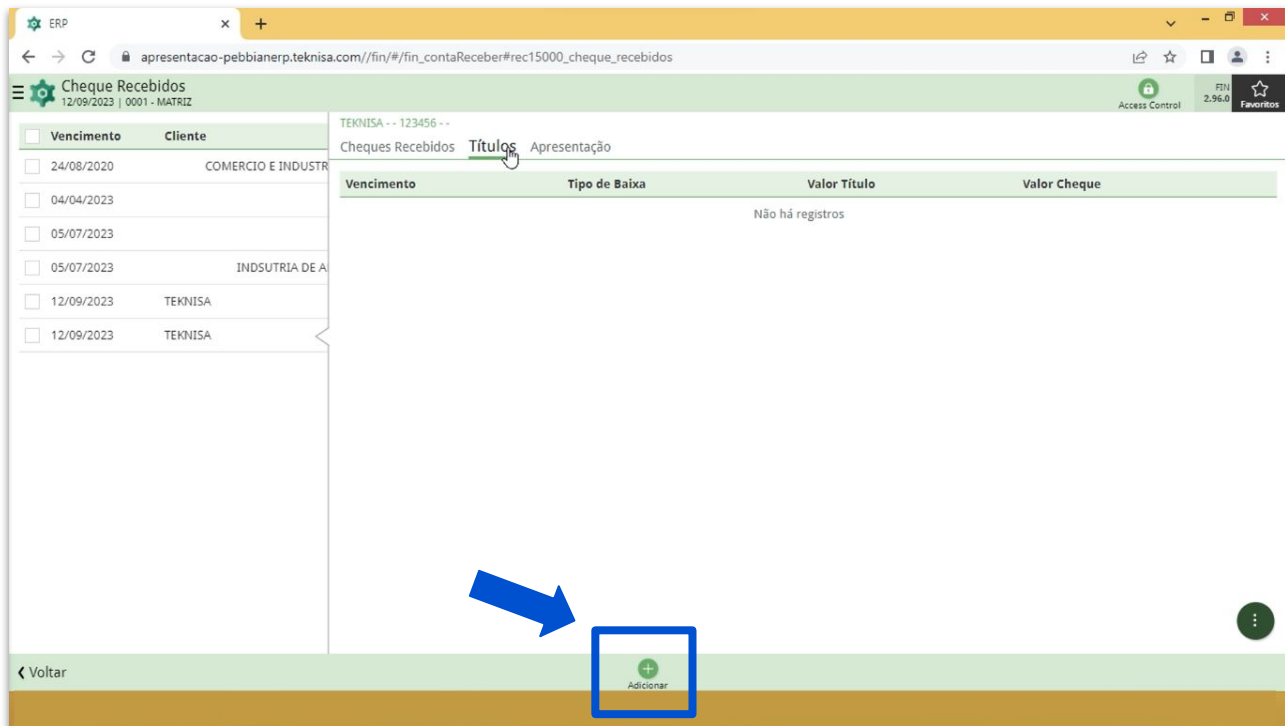 ERP
apresentacao-pebbianerp.teknisa.com//fin/#/fin_contaReceber#rec15000_cheque_recebidos
Cheque Recebidos
12/09/2023 | 0001 - MATRIZ
Access Control
FIN
2.96.0
Favoritos
Vencimento Cliente
24/08/2020 COMERCIO E INDUSTR
04/04/2023
05/07/2023
05/07/2023 INDSUTRIA DE A
12/09/2023 TEKNISA
12/09/2023 TEKNISA
TEKNISA - - 123456 - -
Cheques Recebidos Títulos Apresentação
Vencimento Tipo de Baixa Valor Título Valor Cheque
Não há registros
Voltar
Adicionar